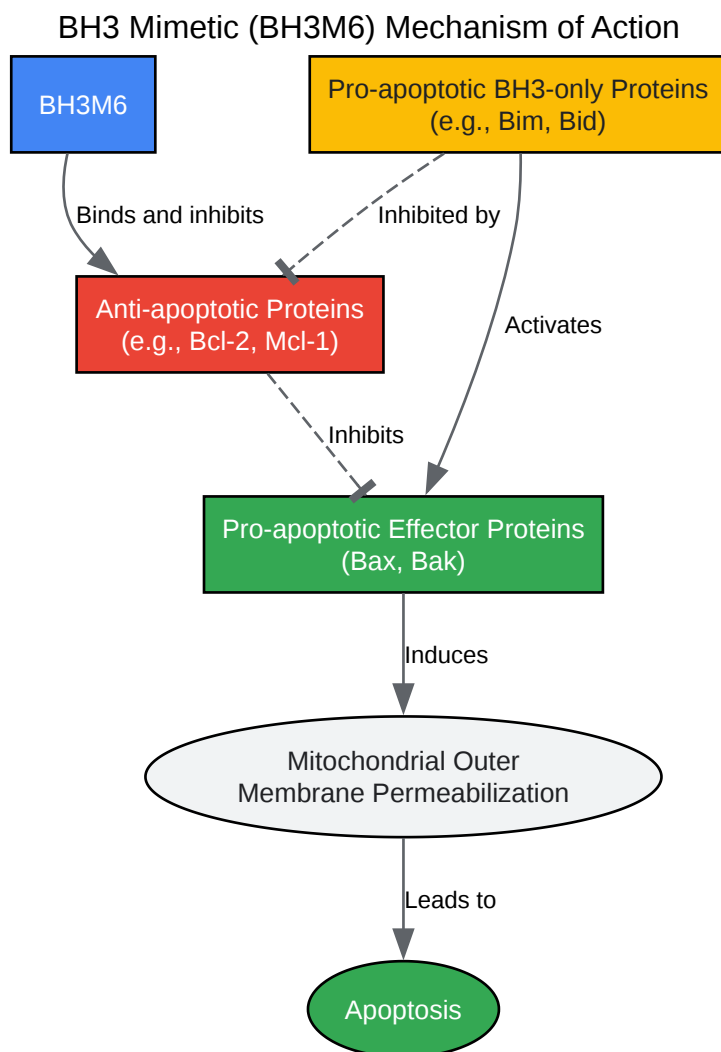 BH3 Mimetic (BH3M6) Mechanism of Action
BH3M6
Pro-apoptotic BH3-only Proteins
(e.g., Bim, Bid)
Binds and inhibits
Inhibited by
Anti-apoptotic Proteins
(e.g., Bcl-2, Mcl-1)
Activates
Inhibits
Pro-apoptotic Effector Proteins
(Bax, Bak)
Induces
Mitochondrial Outer
Membrane Permeabilization
Leads to
Apoptosis